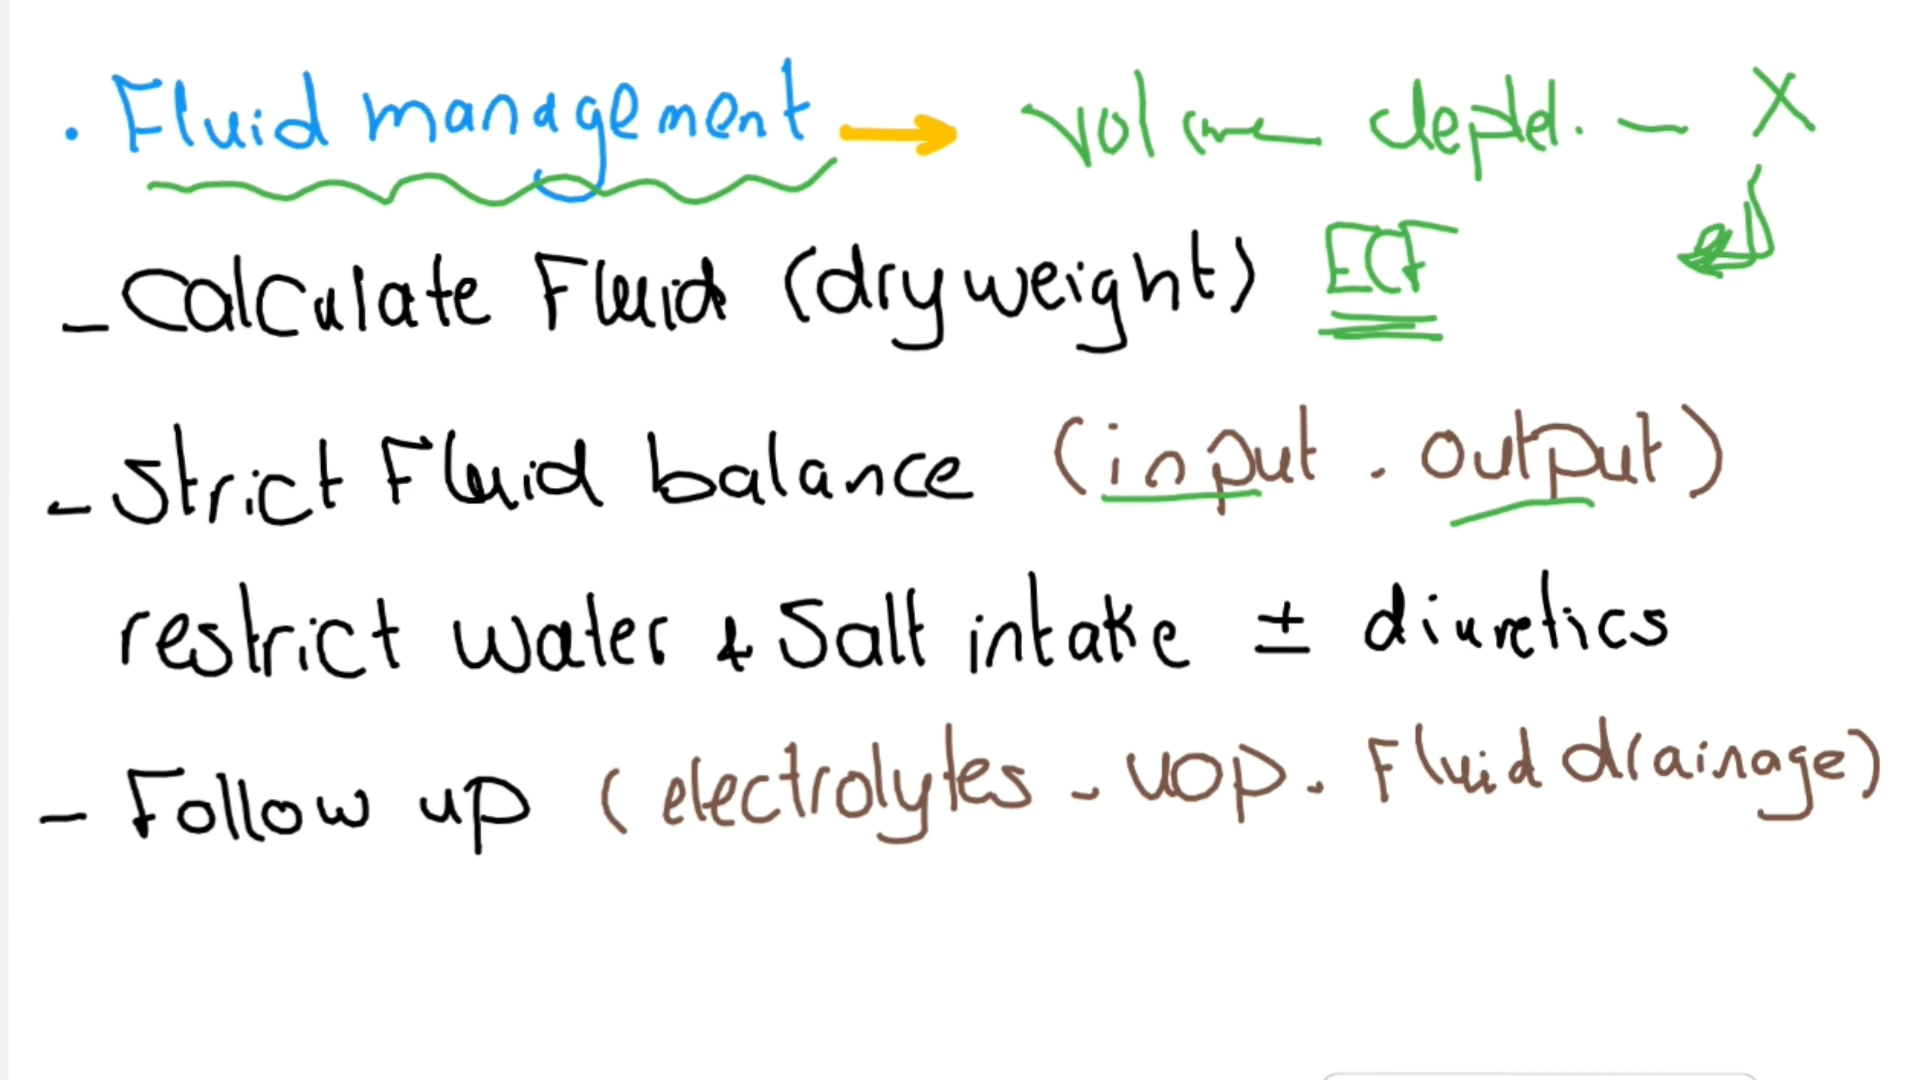 . Fluid management → volume deplet. - X
- Calculate Fluid (dry weight) ECF
- Strict Fluid balance (input . output)
restrict water & Salt intake ± diuretics
- Follow up (electrolytes - UOP . Fluid drainage)